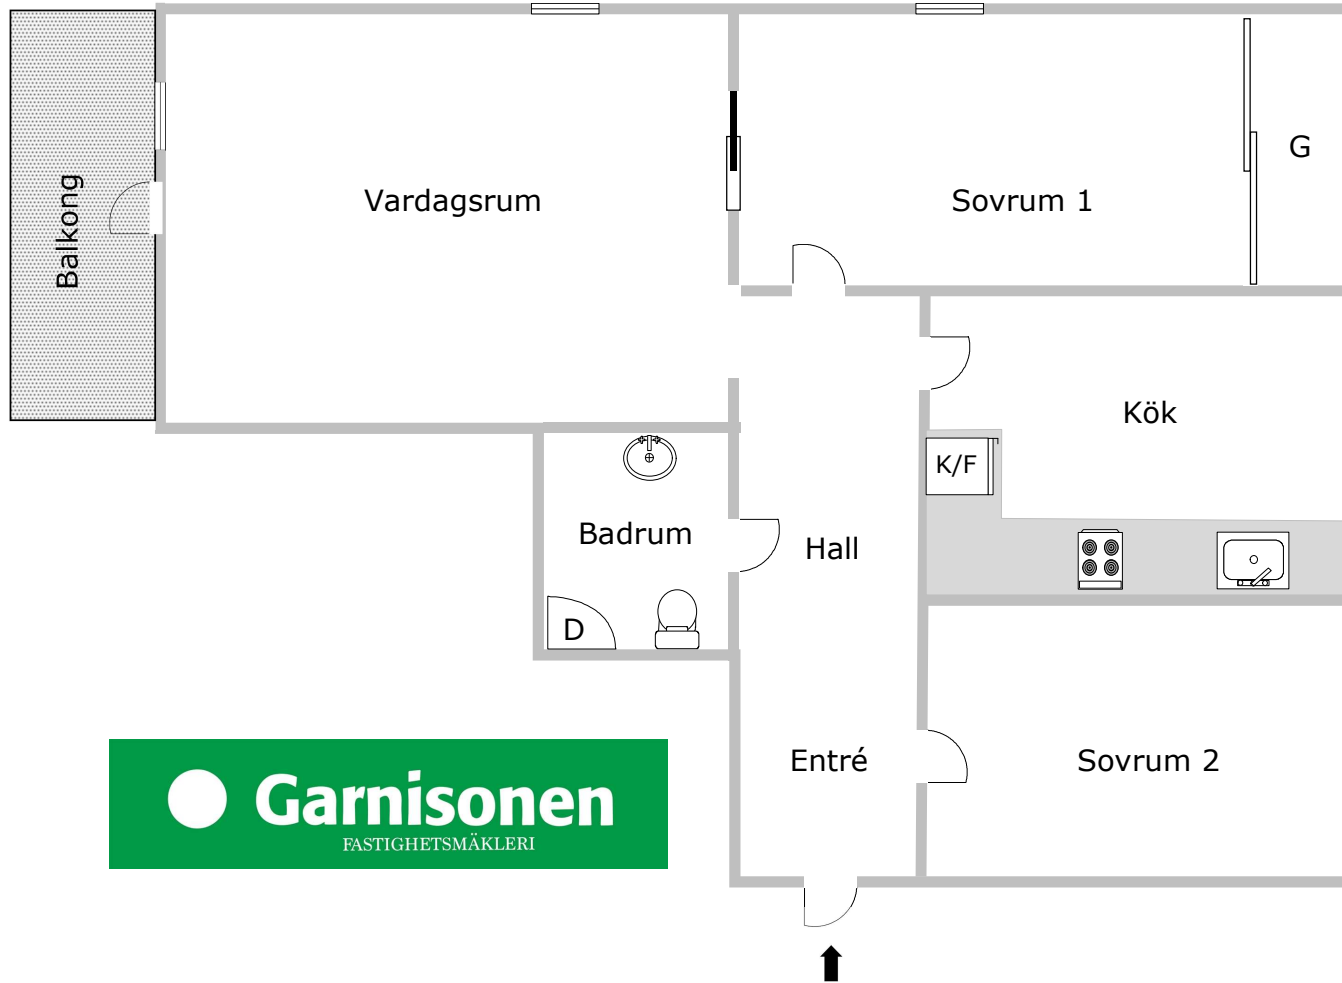 Balkong
Vardagsrum
Sovrum 1
G
Kök
K/F
Badrum
Hall
D
Entré
Sovrum 2
Garnisonen
FASTIGHETSMÄKLERI